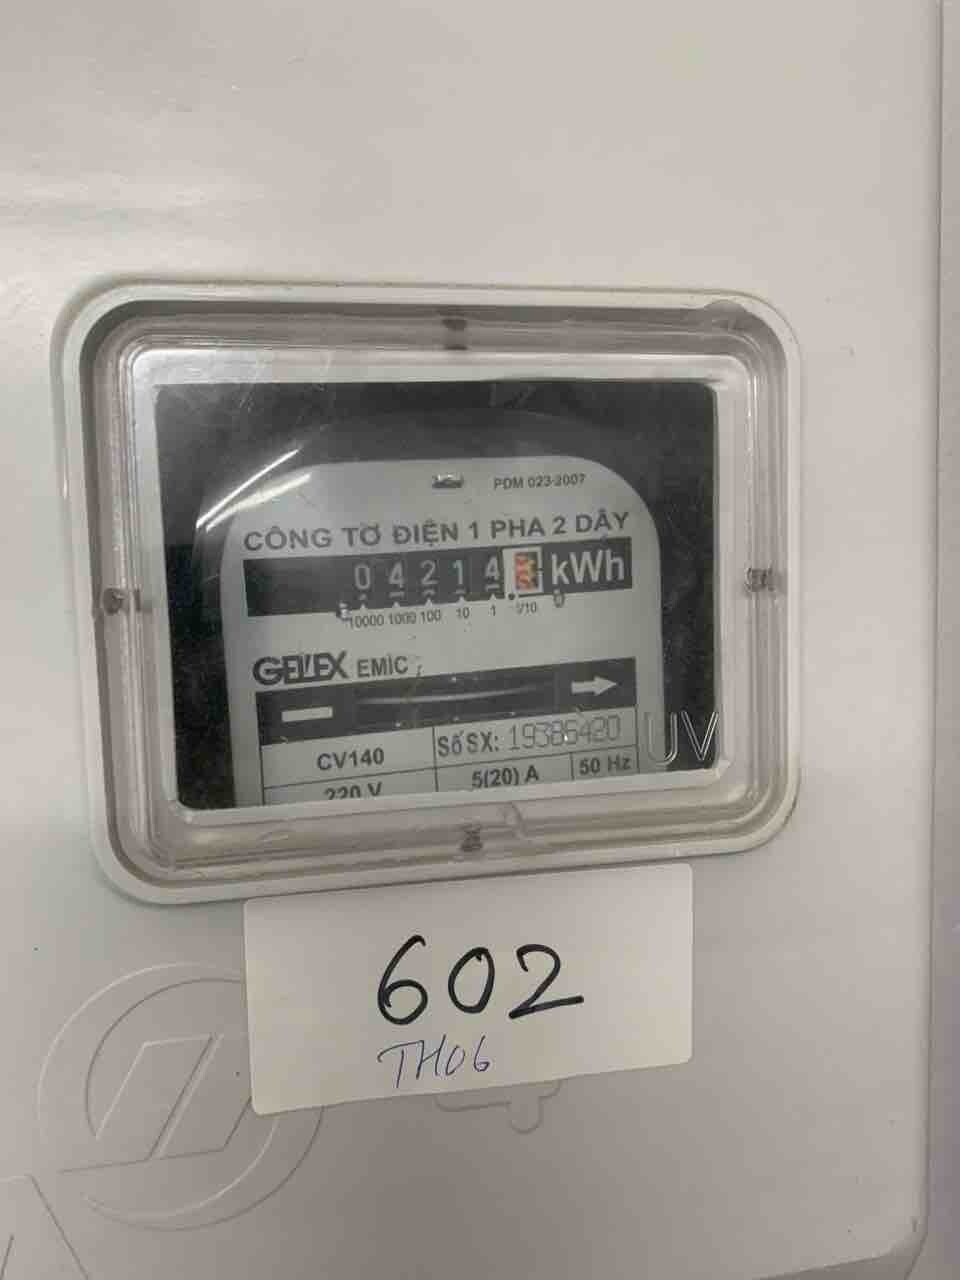 PDM 023-2007
CÔNG TƠ ĐIỆN 1 PHA 2 DÂY
0 4 2 1 4 kWh
10000 1000 100 10 1 1/10
GELEX EMIC
CV140 Số SX: 19386420
220 V 5(20) A 50 Hz
UV
602
TH06